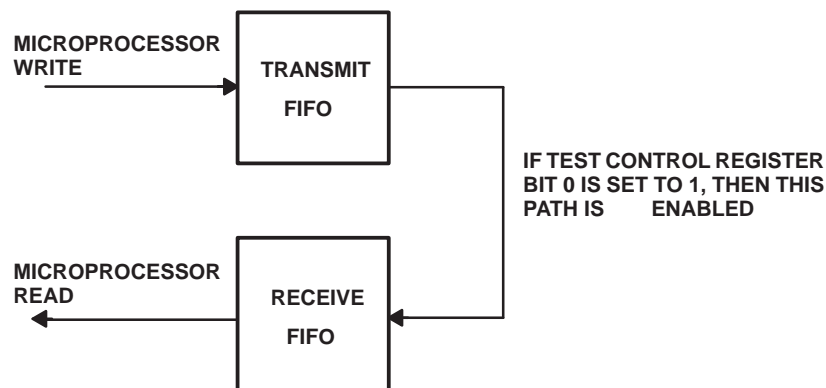 MICROPROCESSOR
WRITE
TRANSMIT
FIFO
IF TEST CONTROL REGISTER
BIT 0 IS SET TO 1, THEN THIS
PATH IS ENABLED
MICROPROCESSOR
READ
RECEIVE
FIFO